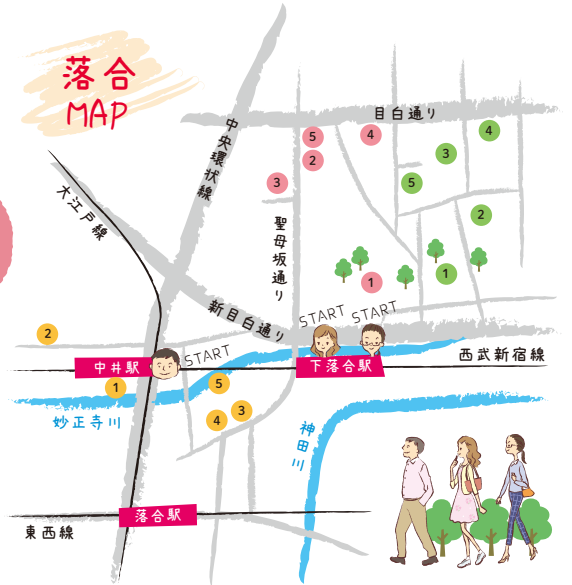 落合
MAP
目白通り
中央環状線
大江戸線
聖母坂通り
新目白通り
5
4
2
3
4
3
5
2
1
1
START
START
START
2
中井駅
下落合駅
西武新宿線
1
5
4
3
妙正寺川
神田川
落合駅
東西線